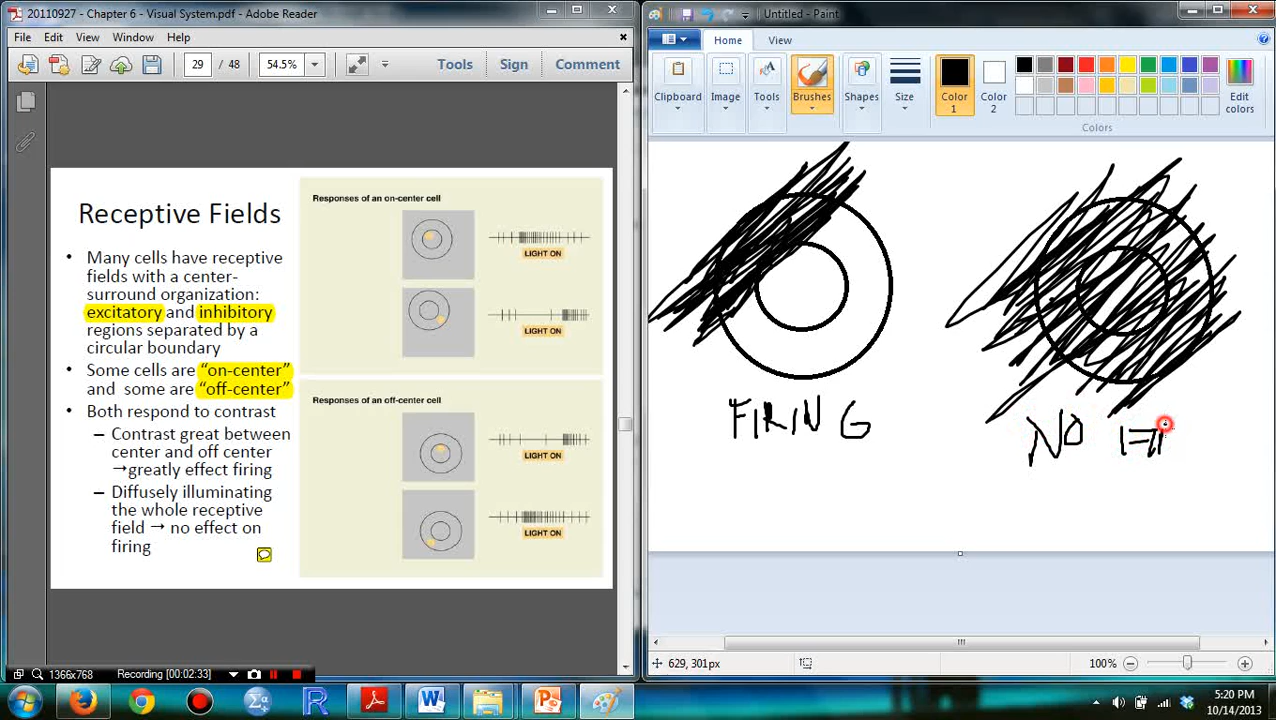 20110927 - Chapter 6 - Visual System.pdf - Adobe Reader
File Edit View Window Help
29 / 48 54.5% Tools Sign Comment
Receptive Fields
• Many cells have receptive
fields with a center-
surround organization:
excitatory and inhibitory
regions separated by a
circular boundary
• Some cells are “on-center”
and some are “off-center”
• Both respond to contrast
– Contrast great between
center and off center
→greatly effect firing
– Diffusely illuminating
the whole receptive
field → no effect on
firing
Responses of an on-center cell
LIGHT ON
LIGHT ON
Responses of an off-center cell
LIGHT ON
LIGHT ON
1366x768 Recording [00:02:33]
Untitled - Paint
Home View
Clipboard Image Tools Brushes Shapes Size Color 1 Color 2 Edit colors
Colors
FIRING
NO FI
629, 301px 100%
5:20 PM
10/14/2013